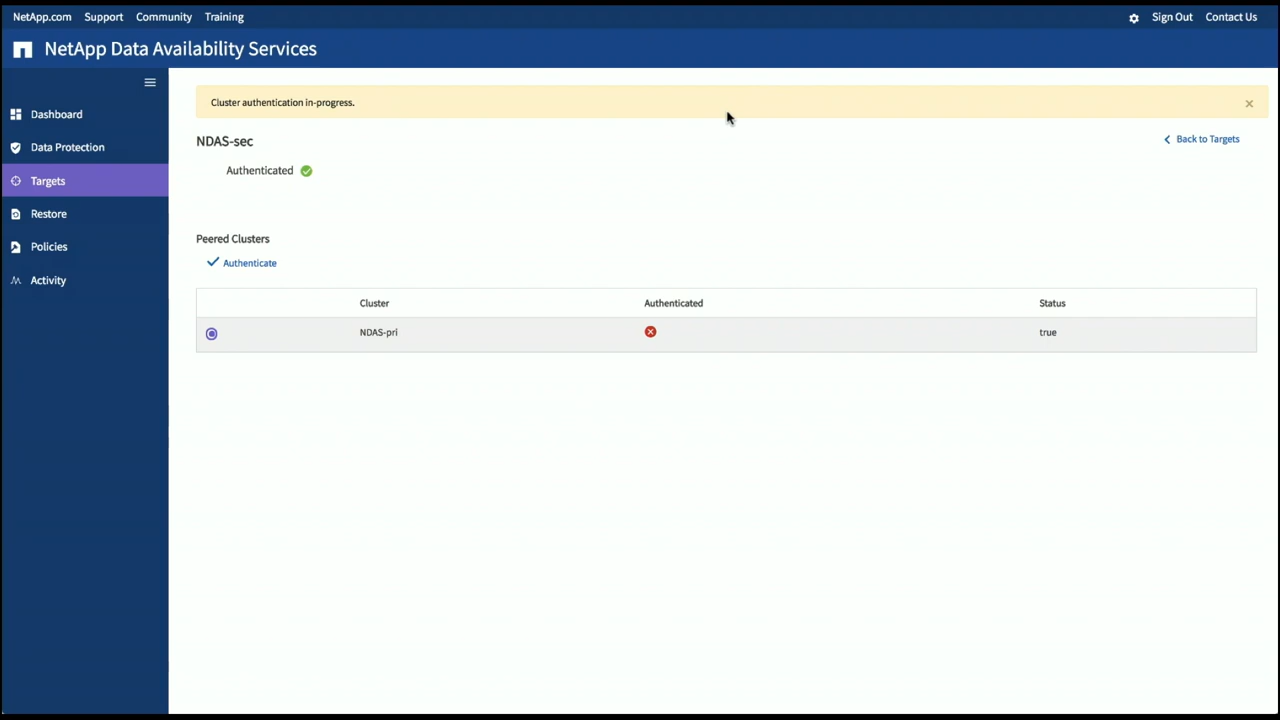 NetApp.com Support Community Training Sign Out Contact Us
NetApp Data Availability Services
Dashboard
Data Protection
Targets
Restore
Policies
Activity
Cluster authentication in-progress.
NDAS-sec
Back to Targets
Authenticated
Peered Clusters
Authenticate
Cluster Authenticated Status
NDAS-pri true